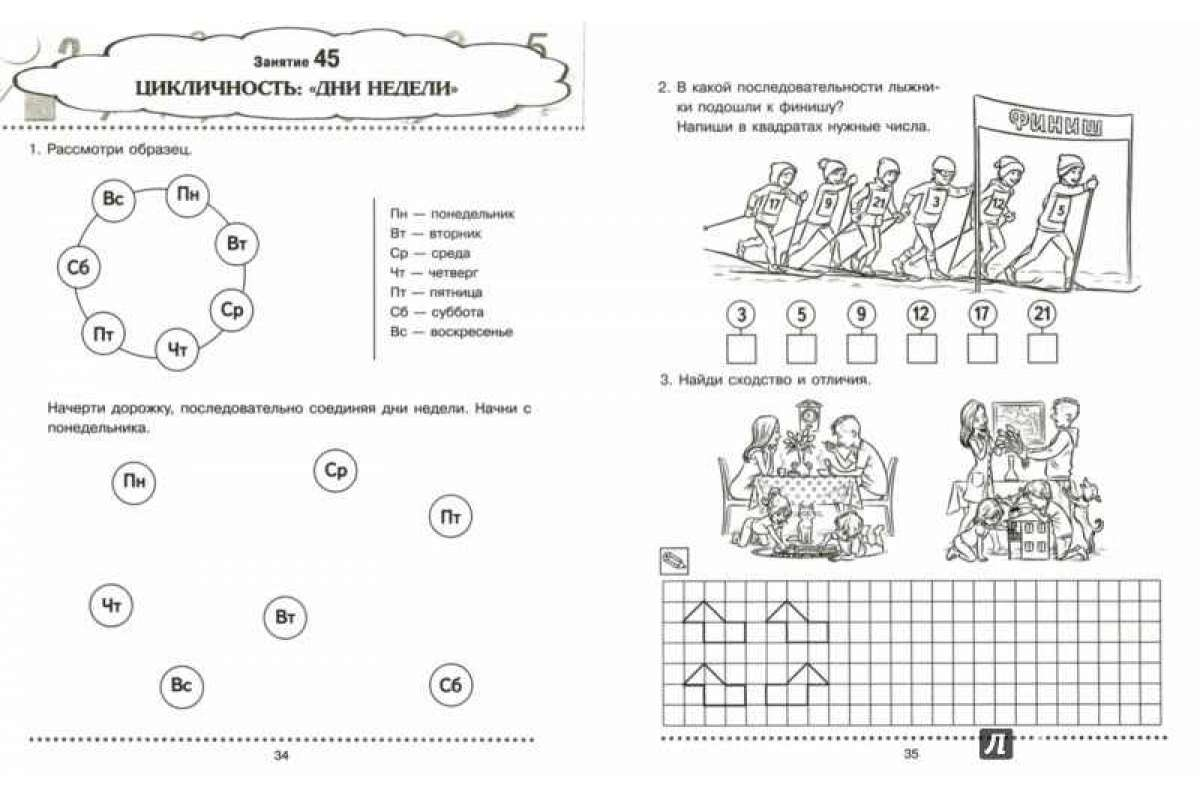 Занятие 45
ЦИКЛИЧНОСТЬ: «ДНИ НЕДЕЛИ»
1. Рассмотри образец.
Вс Пн
Вт
Сб
Ср
Пт
Чт
Пн — понедельник
Вт — вторник
Ср — среда
Чт — четверг
Пт — пятница
Сб — суббота
Вс — воскресенье
Начерти дорожку, последовательно соединяя дни недели. Начни с
понедельника.
Пн
Ср
Пт
Чт
Вт
Вс
Сб
34
2. В какой последовательности лыжни-
ки подошли к финишу?
Напиши в квадратах нужные числа.
ФИНИШ
17 9 21 3 12 5
3 5 9 12 17 21
3. Найди сходство и отличия.
35
Л